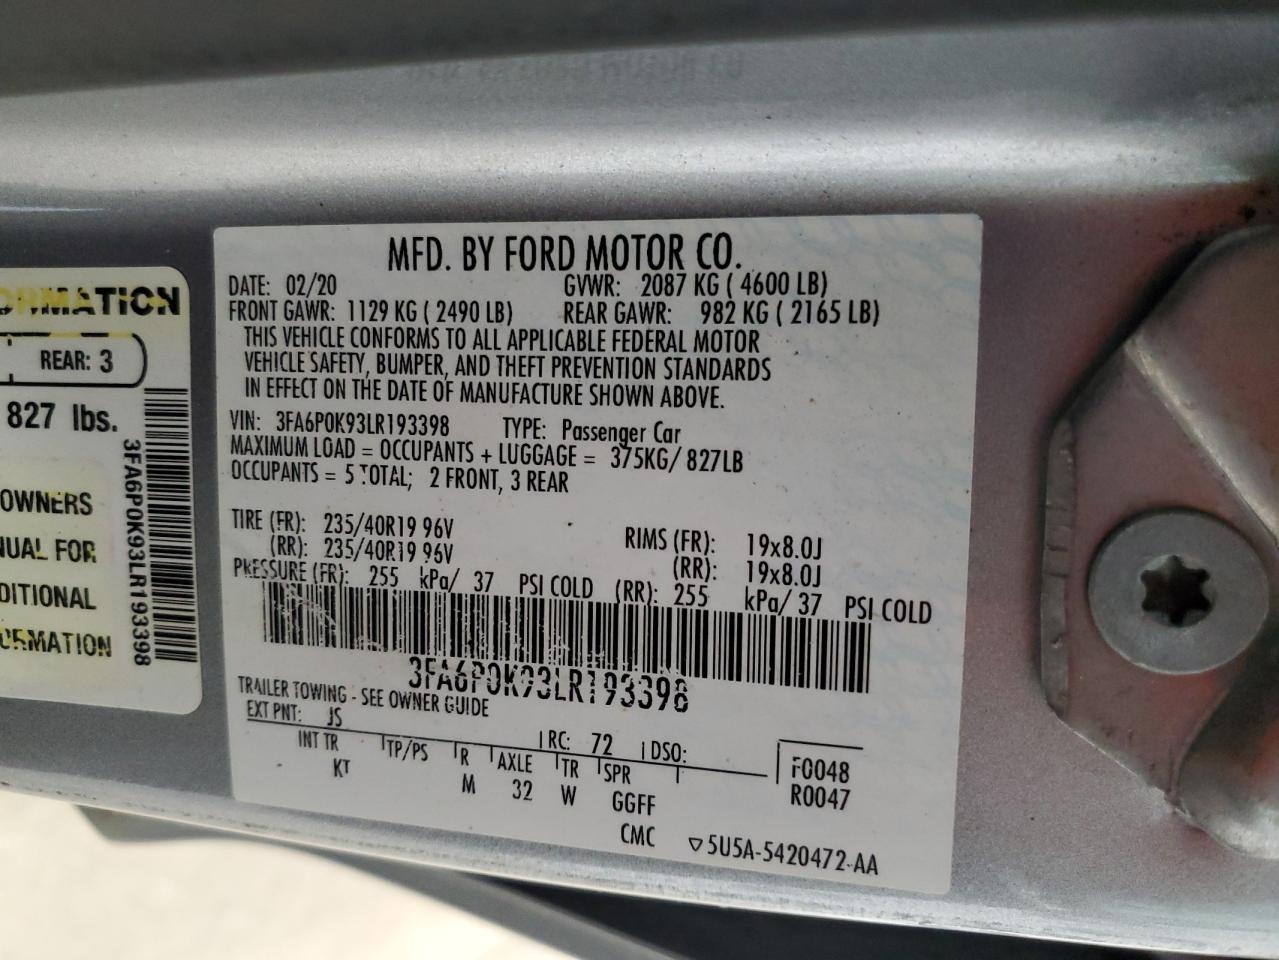 MFD. BY FORD MOTOR CO.
DATE: 02/20 GVWR: 2087 KG ( 4600 LB)
FRONT GAWR: 1129 KG ( 2490 LB) REAR GAWR: 982 KG ( 2165 LB)
THIS VEHICLE CONFORMS TO ALL APPLICABLE FEDERAL MOTOR
VEHICLE SAFETY, BUMPER, AND THEFT PREVENTION STANDARDS
IN EFFECT ON THE DATE OF MANUFACTURE SHOWN ABOVE.
VIN: 3FA6P0K93LR193398 TYPE: Passenger Car
MAXIMUM LOAD = OCCUPANTS + LUGGAGE = 375KG/ 827LB
OCCUPANTS = 5 TOTAL; 2 FRONT, 3 REAR
TIRE (FR): 235/40R19 96V RIMS (FR): 19x8.0J
(RR): 235/40R19 96V (RR): 19x8.0J
PRESSURE (FR): 255 kPa/ 37 PSI COLD (RR): 255 kPa/ 37 PSI COLD
3FA6P0K93LR193398
TRAILER TOWING - SEE OWNER GUIDE
EXT PNT: JS RC: 72 DSO:
INT TR TP/PS R AXLE TR SPR F0048
KT M 32 W GGFF R0047
CMC ▽5U5A-5420472-AA
ORMATION
REAR: 3
827 lbs.
OWNERS
NUAL FOR
DITIONAL
ORMATION
3FA6P0K93LR193398